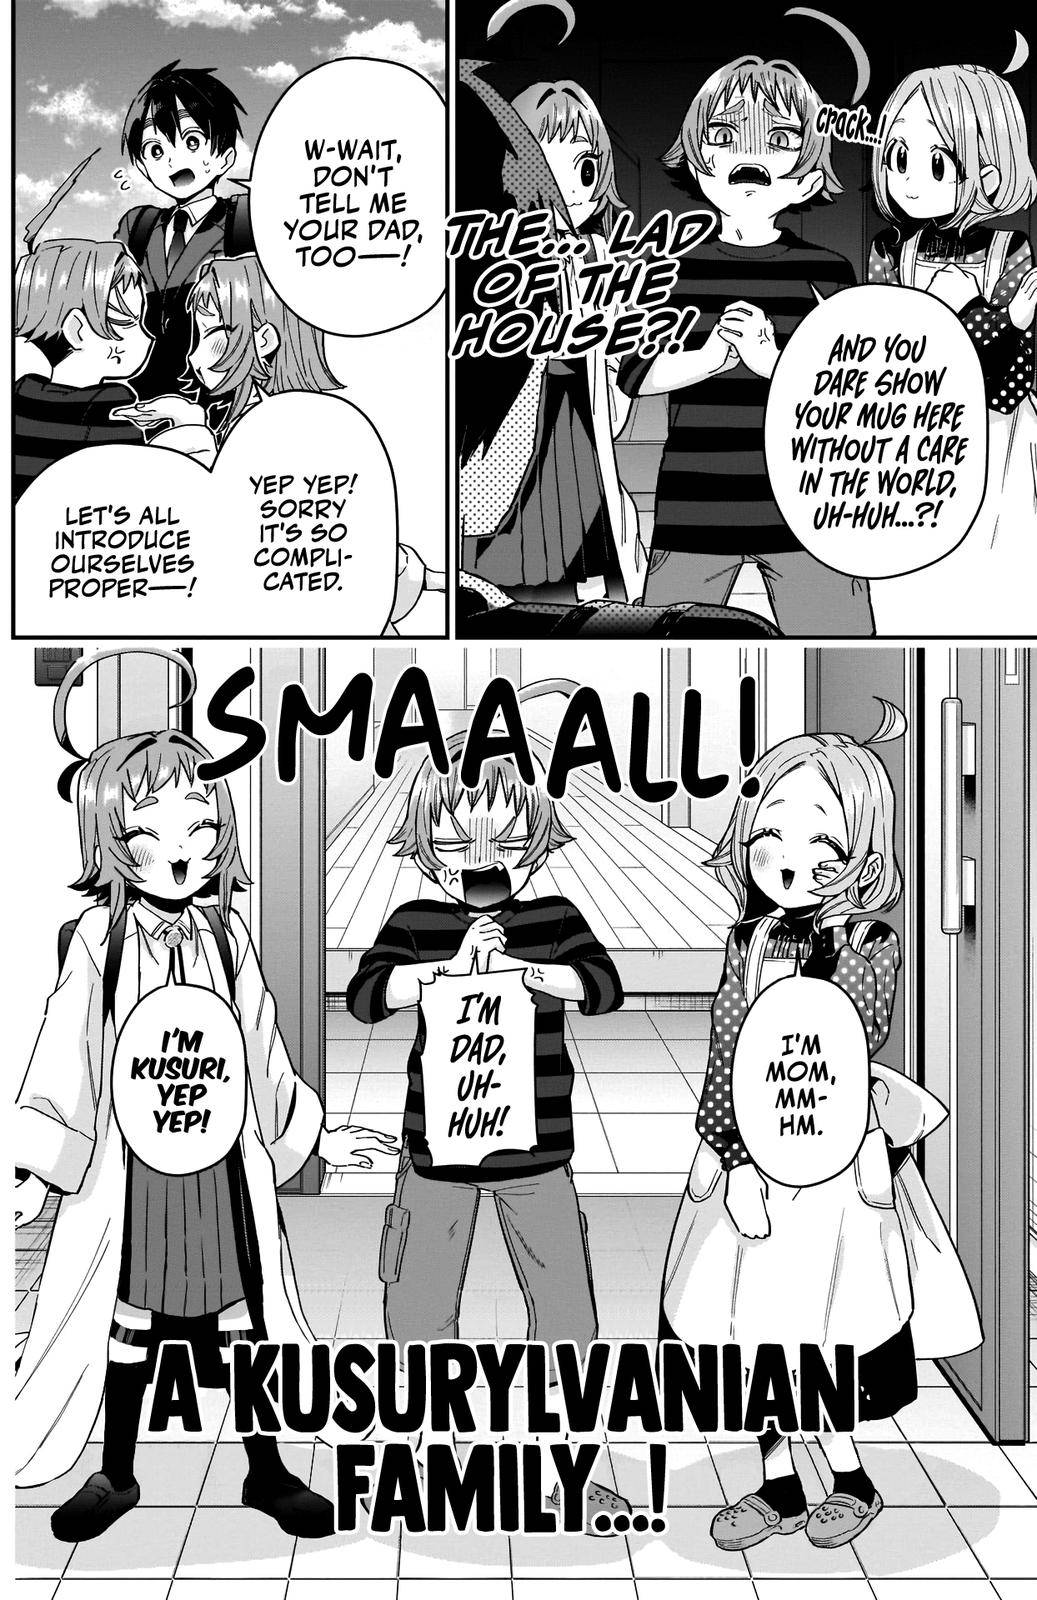 THE... LAD
OF THE
HOUSE?!
CRACK...!
AND YOU
DARE SHOW
YOUR MUG HERE
WITHOUT A CARE
IN THE WORLD,
UH-HUH...?!
W-WAIT,
DON'T
TELL ME
YOUR DAD,
TOO——!
YEP YEP!
SORRY
IT'S SO
COMPLI-
CATED.
LET'S ALL
INTRODUCE
OURSELVES
PROPER——!
SMAAALL!
I'M
MOM,
MM-
HM.
I'M
DAD,
UH-
HUH!
I'M
KUSURI,
YEP
YEP!
A KUSURYLVANIAN
FAMILY...!